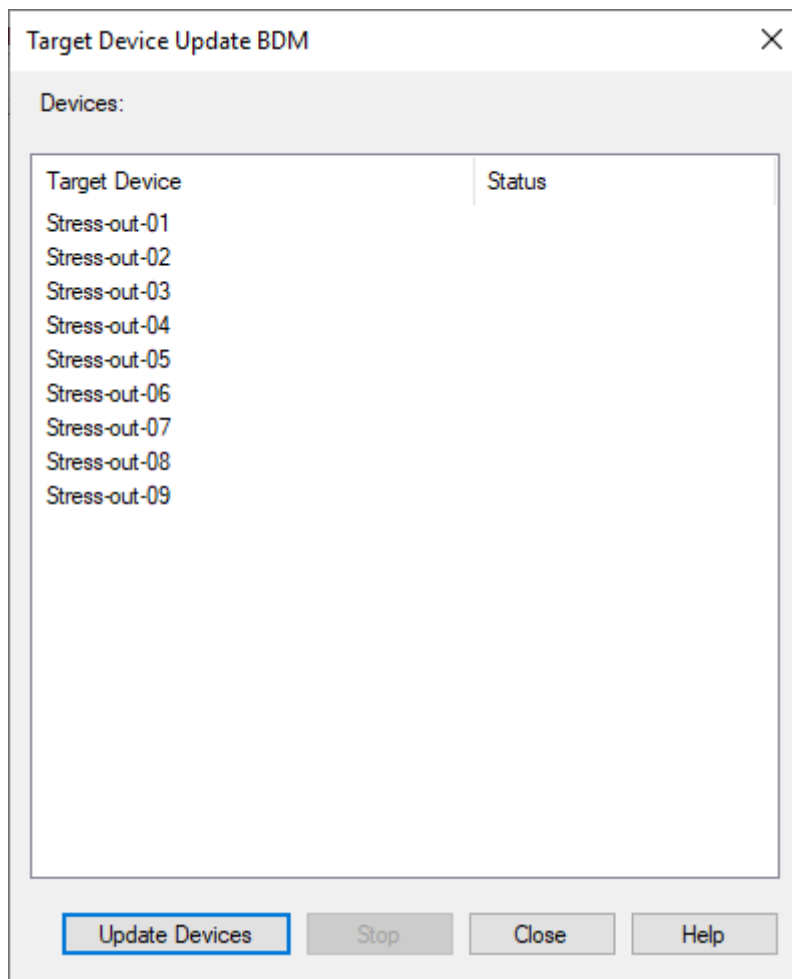 Target Device Update BDM
Devices:
Target Device Status
Stress-out-01
Stress-out-02
Stress-out-03
Stress-out-04
Stress-out-05
Stress-out-06
Stress-out-07
Stress-out-08
Stress-out-09
Update Devices Stop Close Help